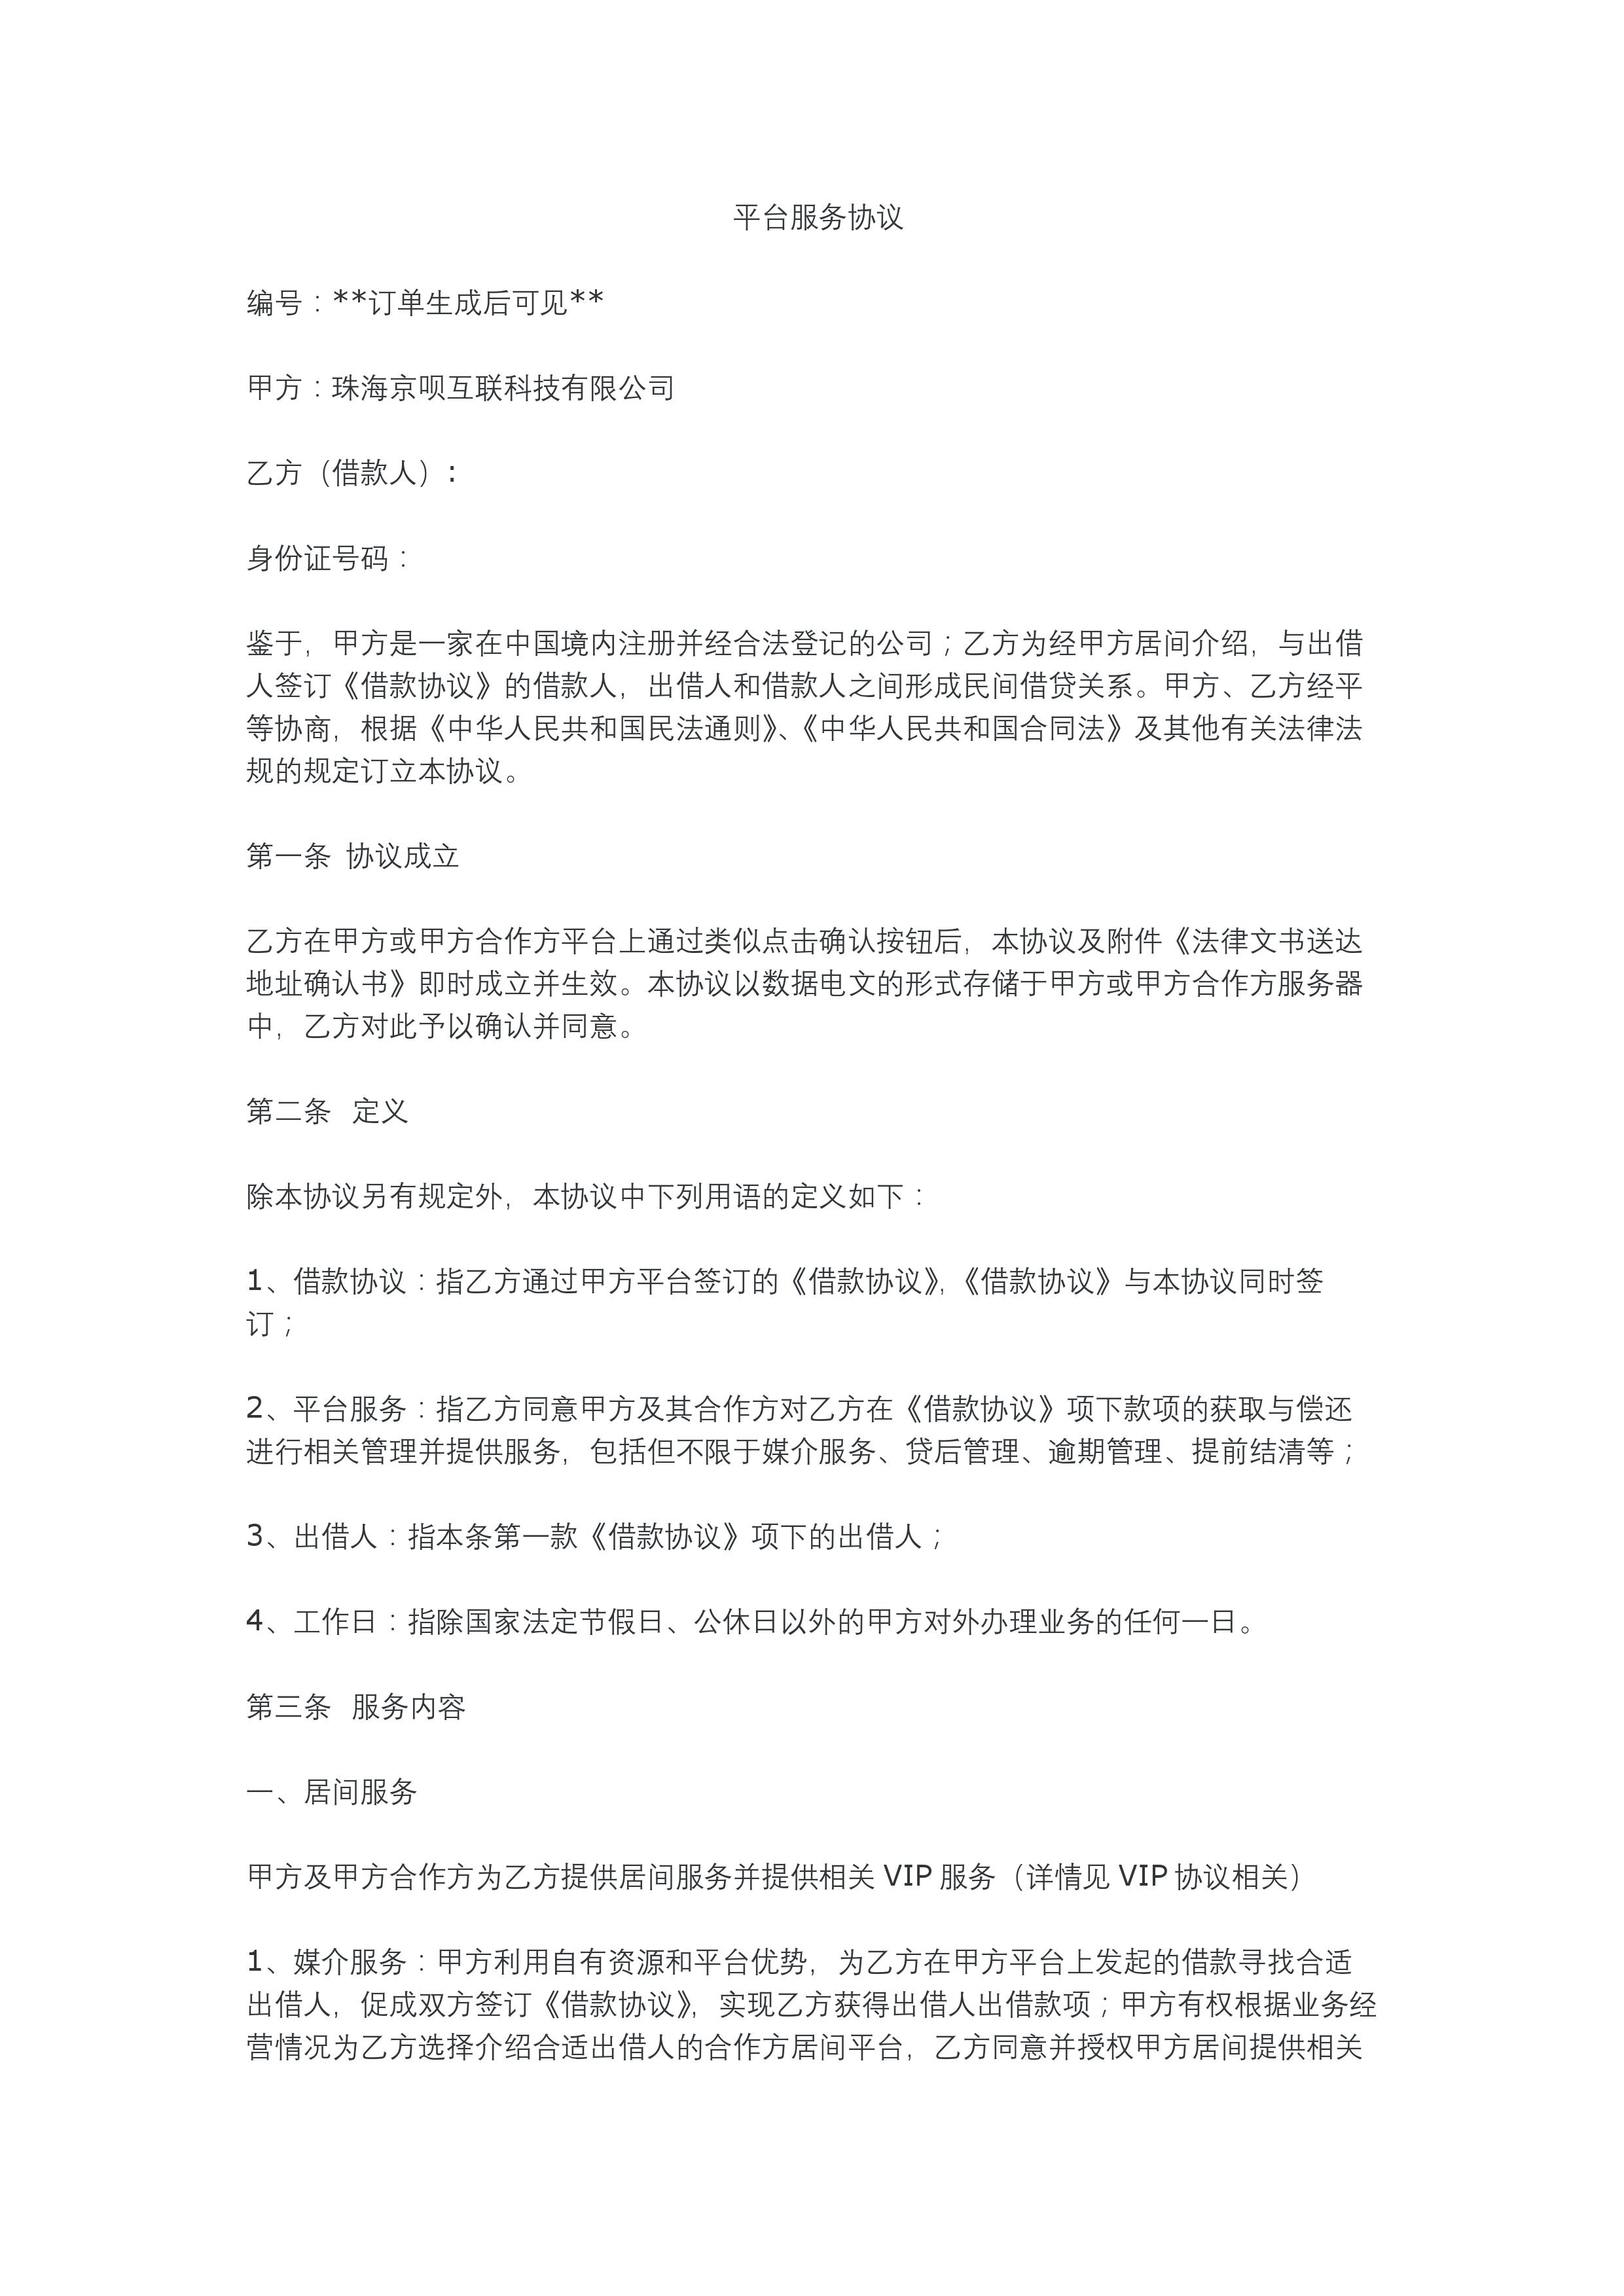 平台服务协议
编号：**订单生成后可见**
甲方：珠海京呗互联科技有限公司
乙方（借款人）:
身份证号码：
鉴于，甲方是一家在中国境内注册并经合法登记的公司；乙方为经甲方居间介绍，与出借
人签订《借款协议》的借款人，出借人和借款人之间形成民间借贷关系。甲方、乙方经平
等协商，根据《中华人民共和国民法通则》、《中华人民共和国合同法》及其他有关法律法
规的规定订立本协议。
第一条 协议成立
乙方在甲方或甲方合作方平台上通过类似点击确认按钮后，本协议及附件《法律文书送达
地址确认书》即时成立并生效。本协议以数据电文的形式存储于甲方或甲方合作方服务器
中，乙方对此予以确认并同意。
第二条 定义
除本协议另有规定外，本协议中下列用语的定义如下：
1、借款协议：指乙方通过甲方平台签订的《借款协议》，《借款协议》与本协议同时签
订；
2、平台服务：指乙方同意甲方及其合作方对乙方在《借款协议》项下款项的获取与偿还
进行相关管理并提供服务，包括但不限于媒介服务、贷后管理、逾期管理、提前结清等；
3、出借人：指本条第一款《借款协议》项下的出借人；
4、工作日：指除国家法定节假日、公休日以外的甲方对外办理业务的任何一日。
第三条 服务内容
一、居间服务
甲方及甲方合作方为乙方提供居间服务并提供相关 VIP 服务（详情见 VIP 协议相关）
1、媒介服务：甲方利用自有资源和平台优势，为乙方在甲方平台上发起的借款寻找合适
出借人，促成双方签订《借款协议》，实现乙方获得出借人出借款项；甲方有权根据业务经
营情况为乙方选择介绍合适出借人的合作方居间平台，乙方同意并授权甲方居间提供相关